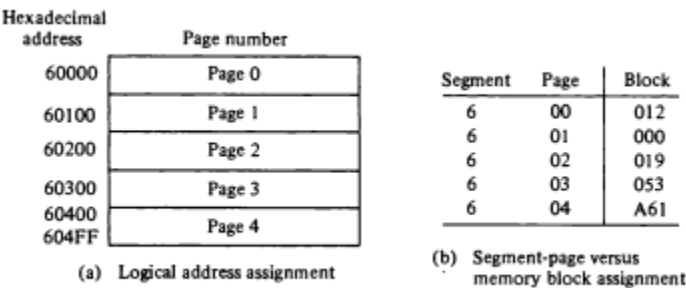 Hexadecimal
address
Page number
60000
Page 0
60100
Page 1
60200
Page 2
60300
Page 3
60400
604FF
Page 4
(a) Logical address assignment
Segment Page Block
6 00 012
6 01 000
6 02 019
6 03 053
6 04 A61
(b) Segment-page versus
memory block assignment